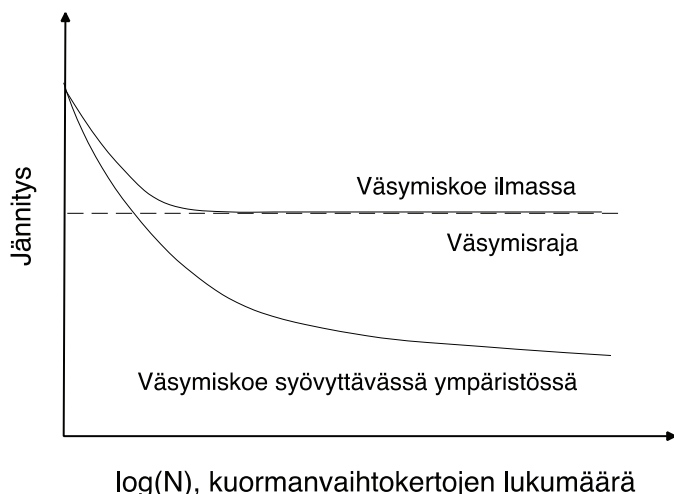 Jännitys
Väsymiskoe ilmassa
Väsymisraja
Väsymiskoe syövyttävässä ympäristössä
log(N), kuormanvaihtokertojen lukumäärä